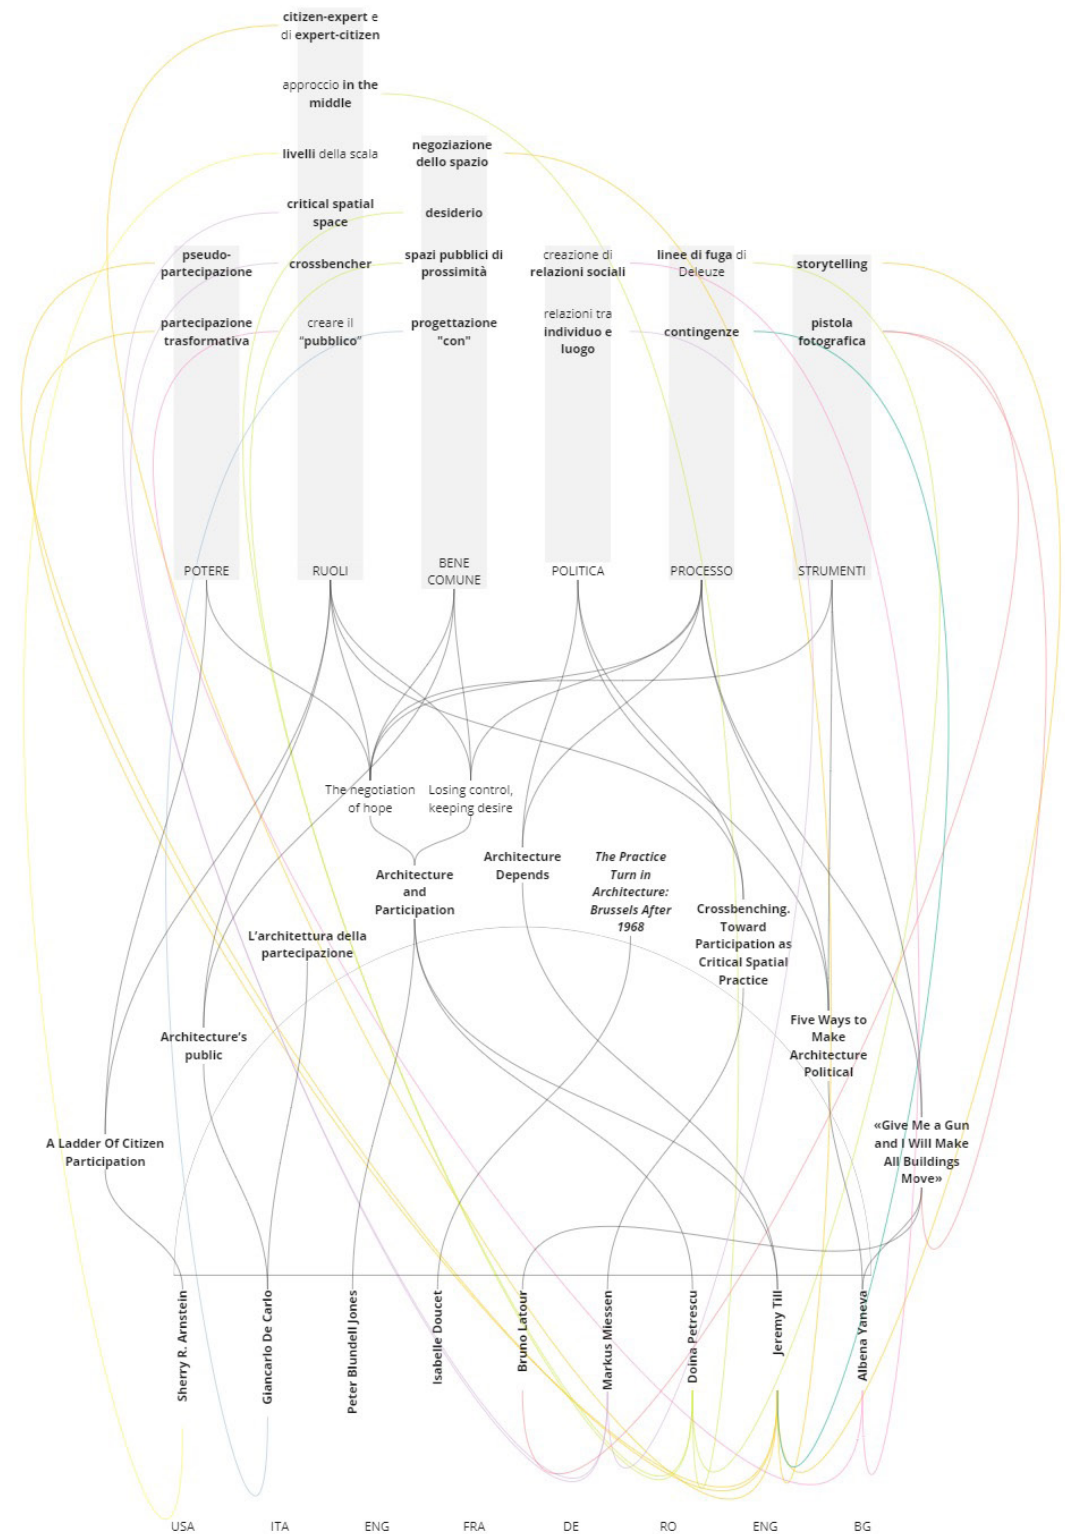 citizen-expert e
di expert-citizen
approccio in the
middle
livelli della scala
negoziazione
dello spazio
critical spatial
space
desiderio
pseudo-
partecipazione
crossbencher
spazi pubblici di
prossimità
creazione di
relazioni sociali
linee di fuga di
Deleuze
storytelling
partecipazione
trasformativa
creare il
"pubblico"
progettazione
"con"
relazioni tra
individuo e
luogo
contingenze
pistola
fotografica
POTERE
RUOLI
BENE
COMUNE
POLITICA
PROCESSO
STRUMENTI
The negotiation
of hope
Losing control,
keeping desire
Architecture
and
Participation
Architecture
Depends
The Practice
Turn in
Architecture:
Brussels After
1968
Crossbenching.
Toward
Participation as
Critical Spatial
Practice
L'architettura della
partecipazione
Architecture's
public
Five Ways to
Make
Architecture
Political
A Ladder Of Citizen
Participation
«Give Me a Gun
and I Will Make
All Buildings
Move»
Sherry R. Arnstein
Giancarlo De Carlo
Peter Blundell Jones
Isabelle Doucet
Bruno Latour
Markus Miessen
Doina Petrescu
Jeremy Till
Albena Yaneva
USA
ITA
ENG
FRA
DE
RO
ENG
BG